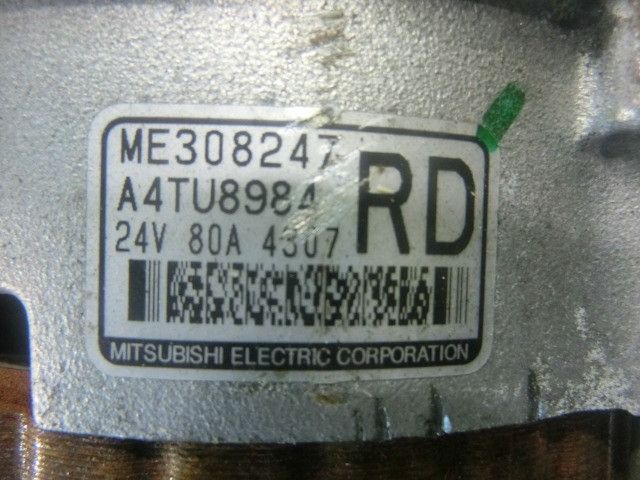 ME308247
A4TU8984
RD
24V 80A 4307
MITSUBISHI ELECTRIC CORPORATION